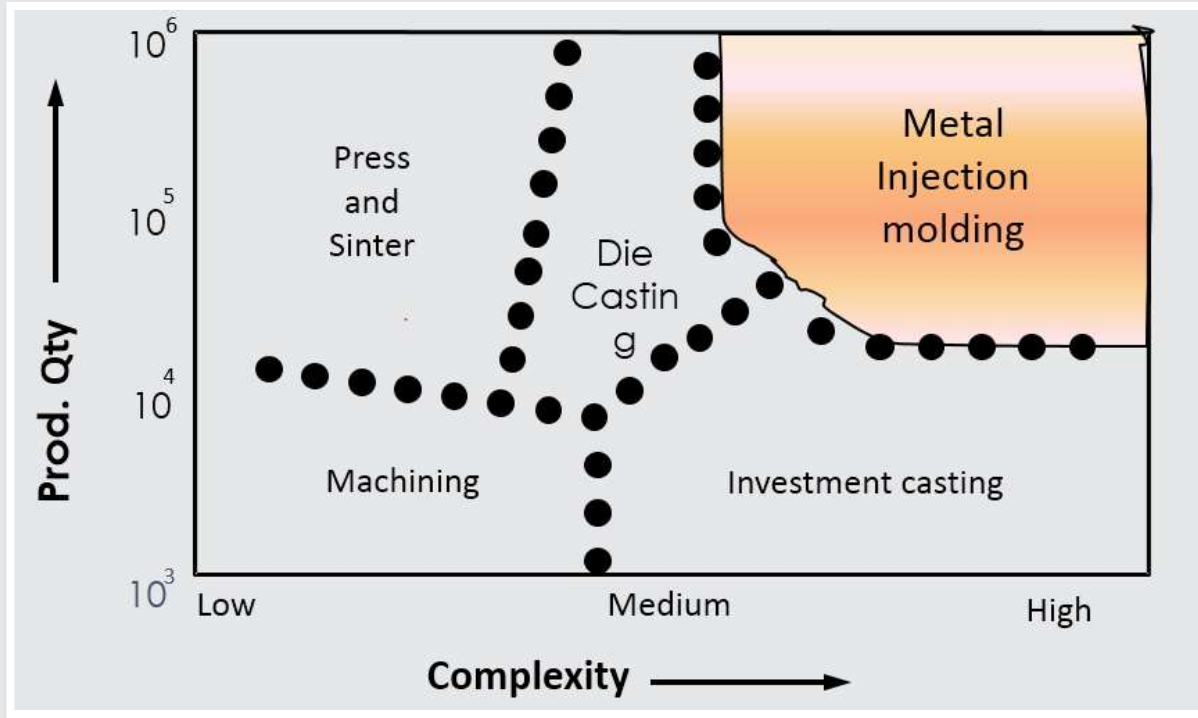 10^6
Press
and
Sinter
Metal
Injection
molding
10^5
Die
Castin
g
Prod. Qty
10^4
Machining
Investment casting
10^3
Low
Medium
High
Complexity